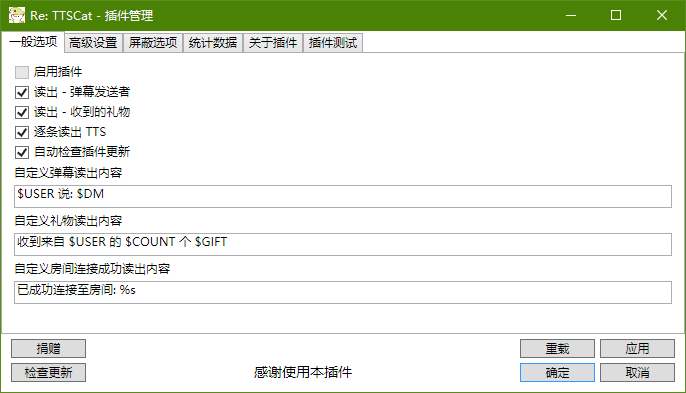 Re: TTSCat - 插件管理
一般选项 高级设置 屏蔽选项 统计数据 关于插件 插件测试
启用插件
读出 - 弹幕发送者
读出 - 收到的礼物
逐条读出 TTS
自动检查插件更新
自定义弹幕读出内容
$USER 说: $DM
自定义礼物读出内容
收到来自 $USER 的 $COUNT 个 $GIFT
自定义房间连接成功读出内容
已成功连接至房间: %s
捐赠 重载 应用
检查更新 感谢使用本插件 确定 取消